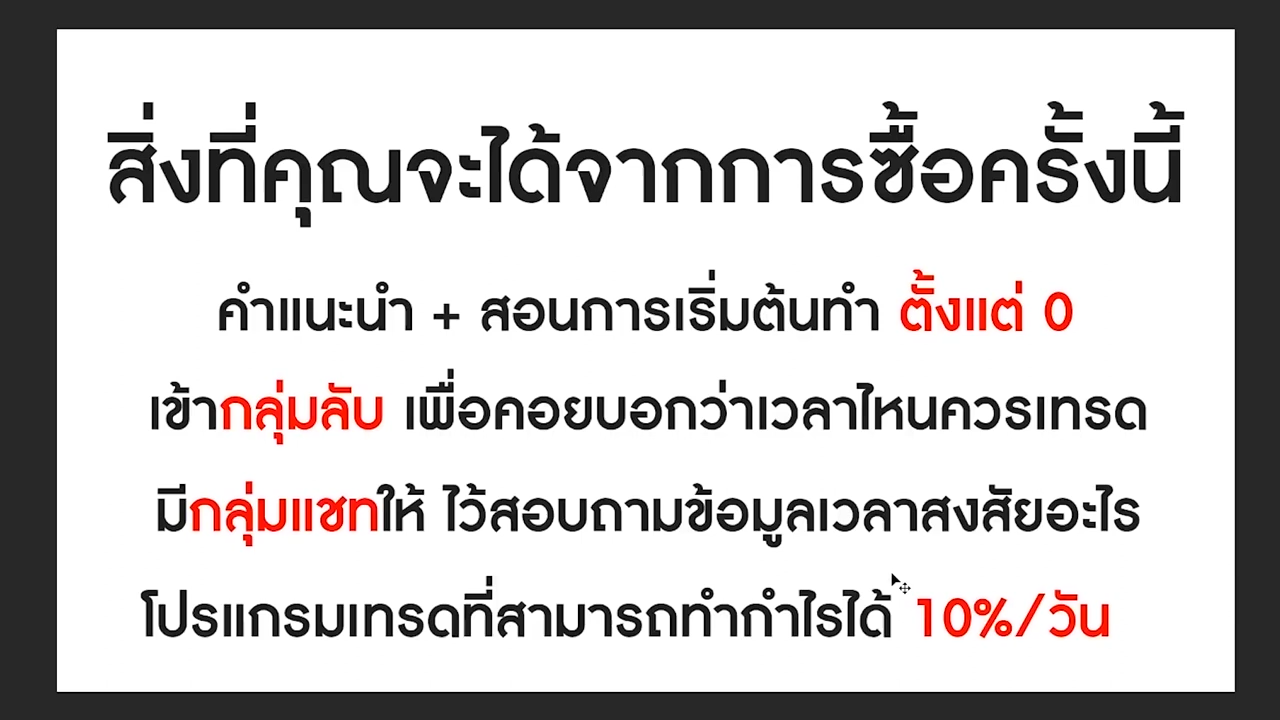 สิ่งที่คุณจะได้จากการซื้อครั้งนี้
คำแนะนำ + สอนการเริ่มต้นทำ ตั้งแต่ 0
เข้ากลุ่มลับ เพื่อคอยบอกว่าเวลาไหนควรเทรด
มีกลุ่มแชทให้ ไว้สอบถามข้อมูลเวลาสงสัยอะไร
โปรแกรมเทรดที่สามารถทำกำไรได้ 10%/วัน